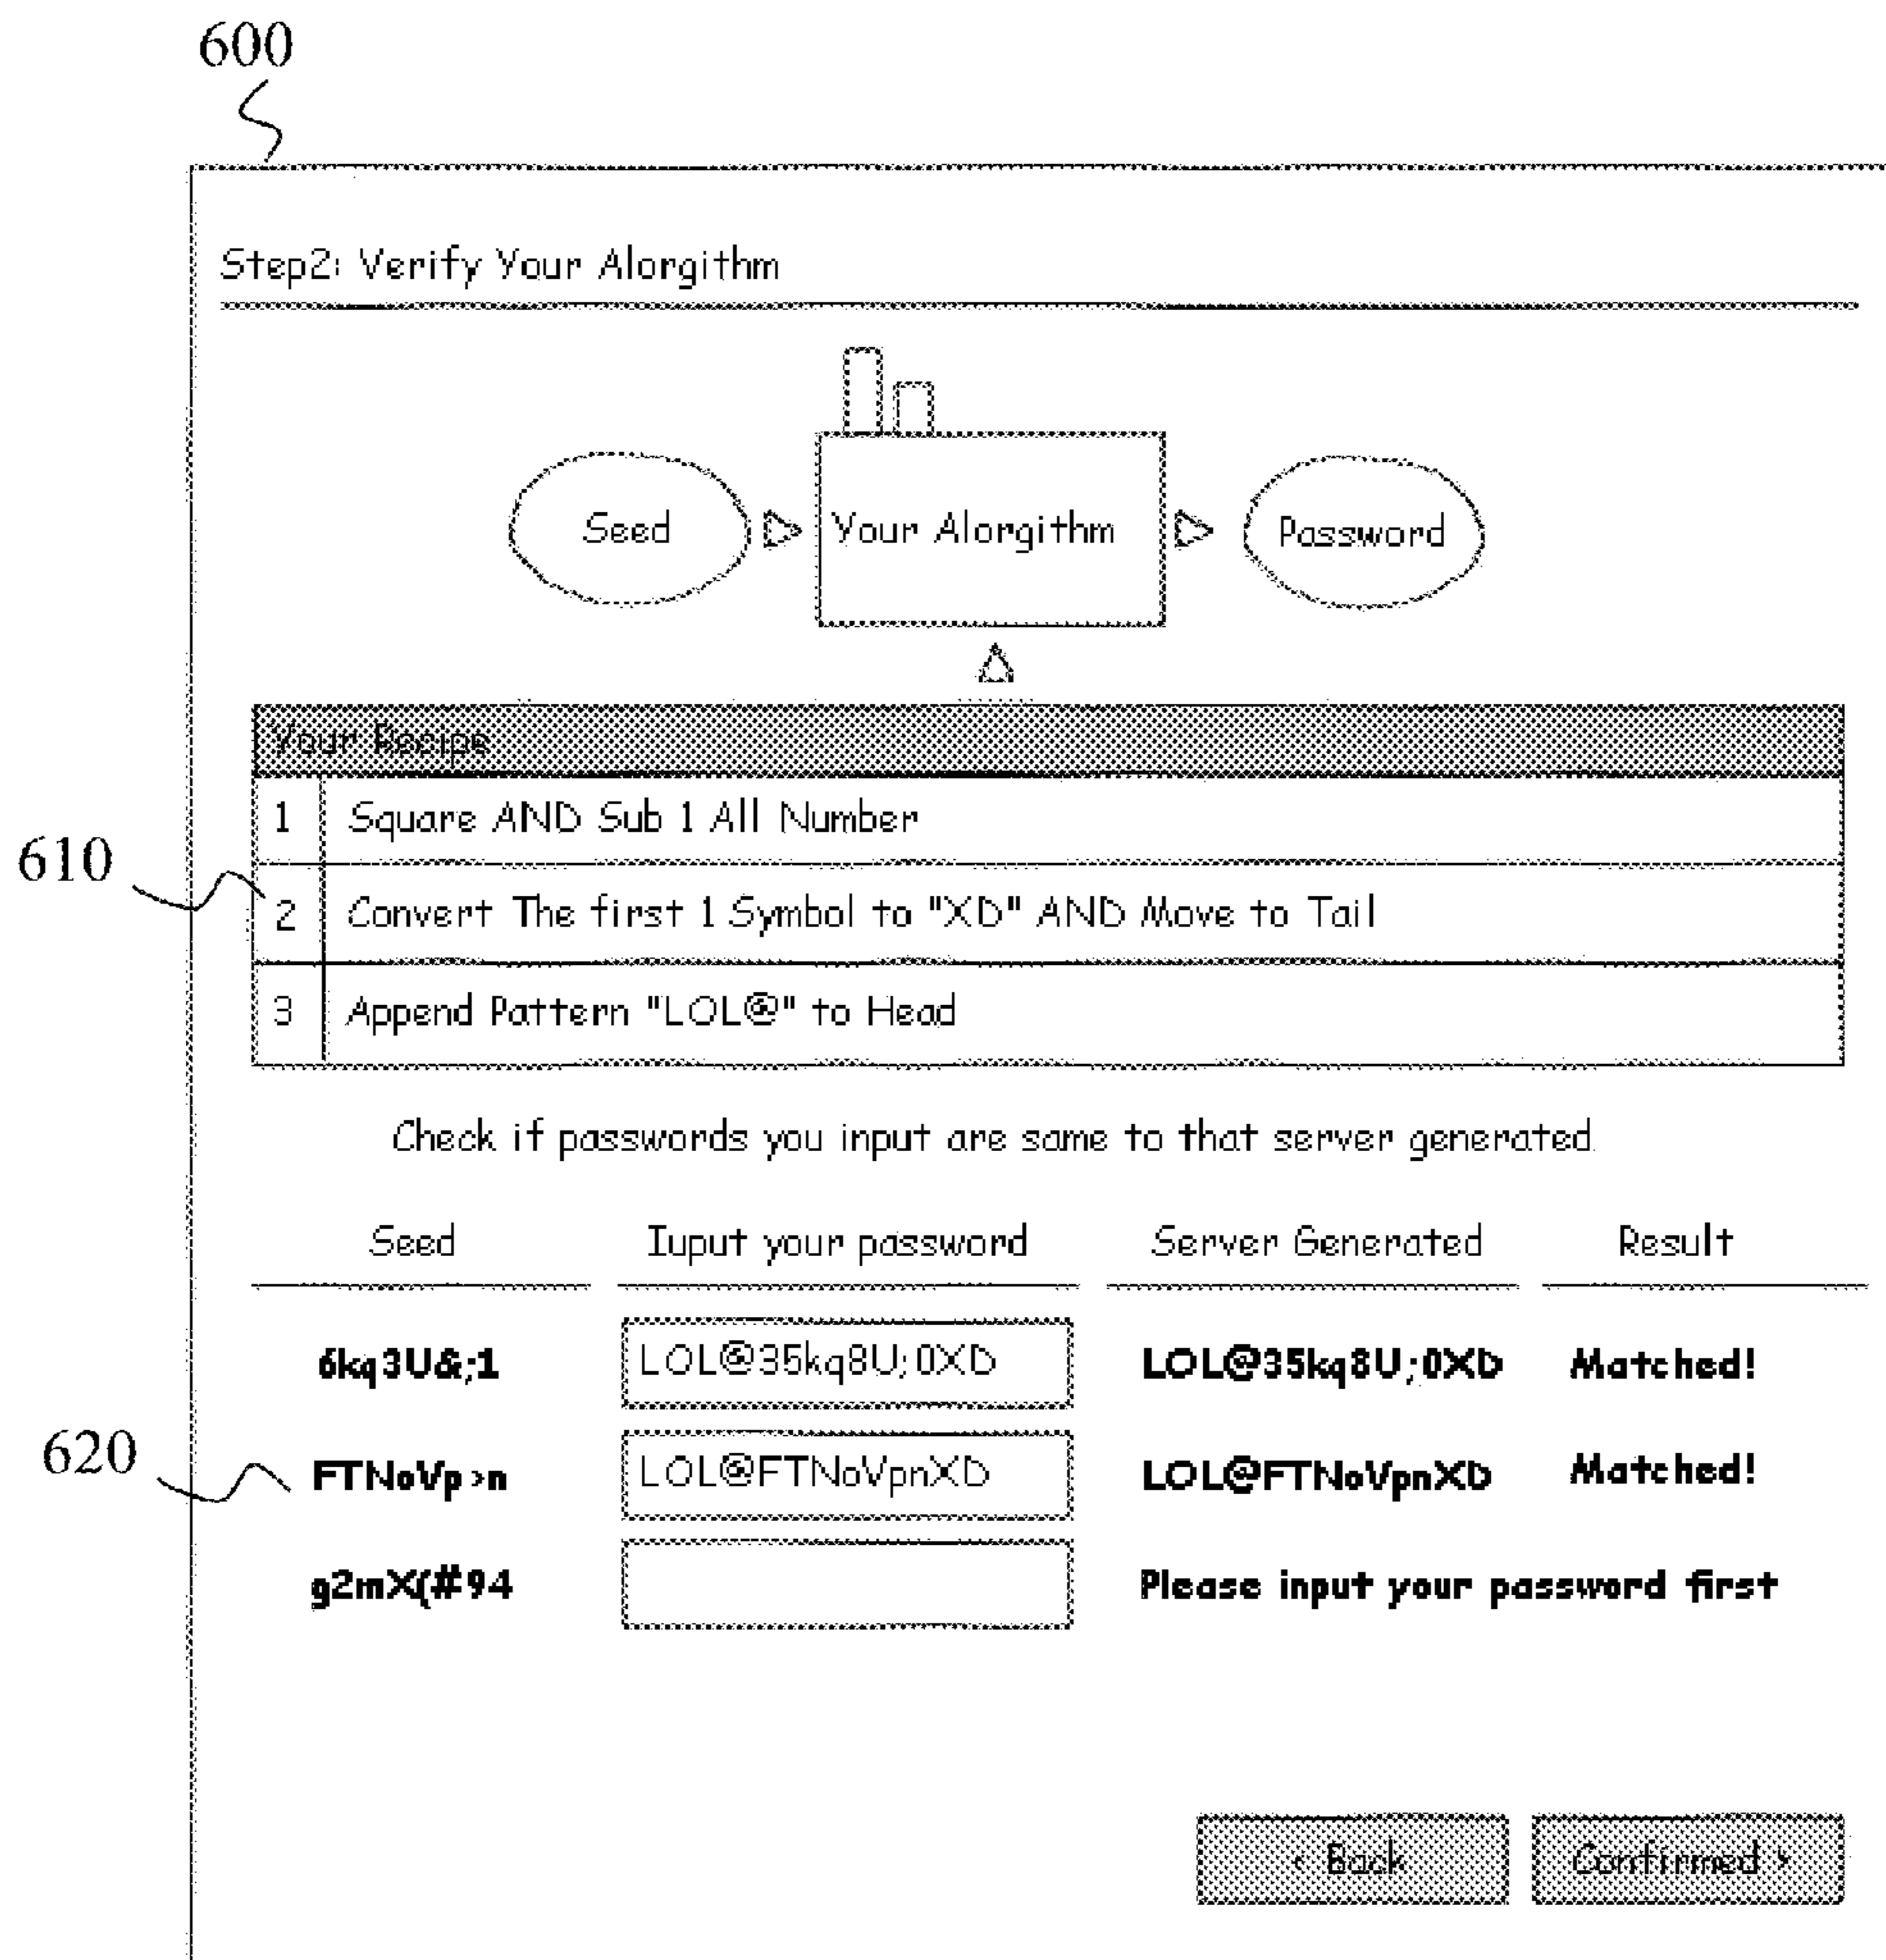 600
Step2: Verify Your Alorgithm
Seed Your Alorgithm Password
Your Recipe
1 Square AND Sub 1 All Number
610
2 Convert The first 1 Symbol to "XD" AND Move to Tail
3 Append Pattern "LOL@" to Head
Check if passwords you input are same to that server generated.
Seed Iuput your password Server Generated Result
6kq3U&;1 LOL@35kq8U;0XD LOL@35kq8U;0XD Matched!
620
FTNoVp>n LOL@FTNoVpnXD LOL@FTNoVpnXD Matched!
g2mX(#94 Please input your password first
< Back Confirmed >